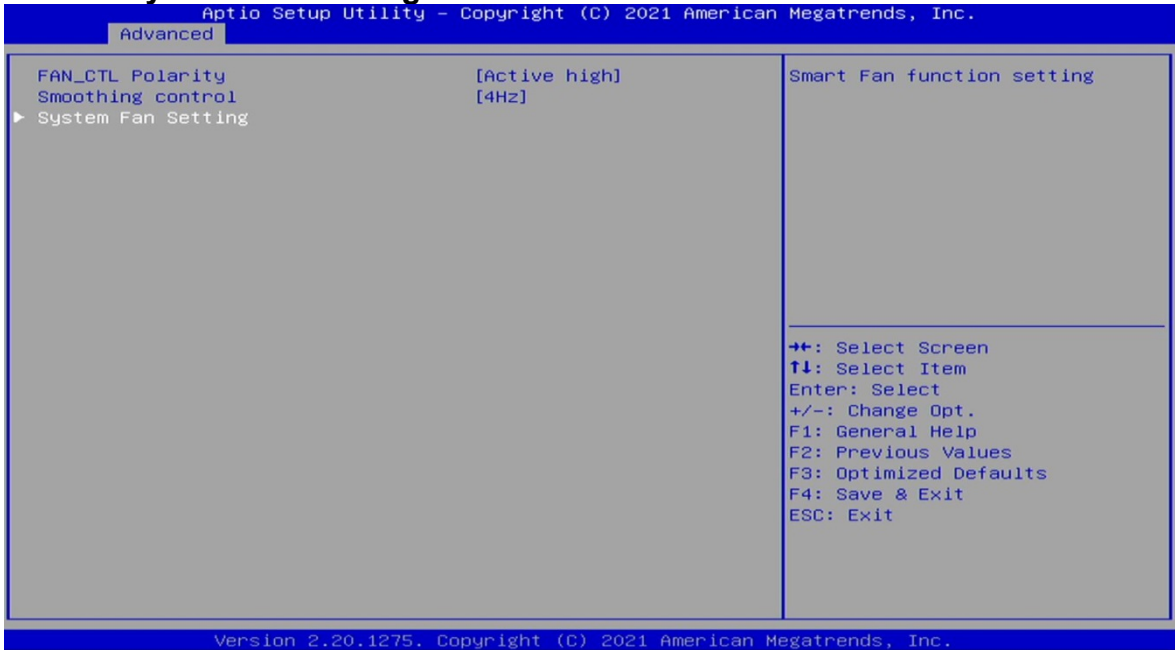 Aptio Setup Utility – Copyright (C) 2021 American Megatrends, Inc.
Advanced
FAN_CTL Polarity [Active high]
Smoothing control [4Hz]
▶ System Fan Setting
Smart Fan function setting
→←: Select Screen
↑↓: Select Item
Enter: Select
+/-: Change Opt.
F1: General Help
F2: Previous Values
F3: Optimized Defaults
F4: Save & Exit
ESC: Exit
Version 2.20.1275. Copyright (C) 2021 American Megatrends, Inc.